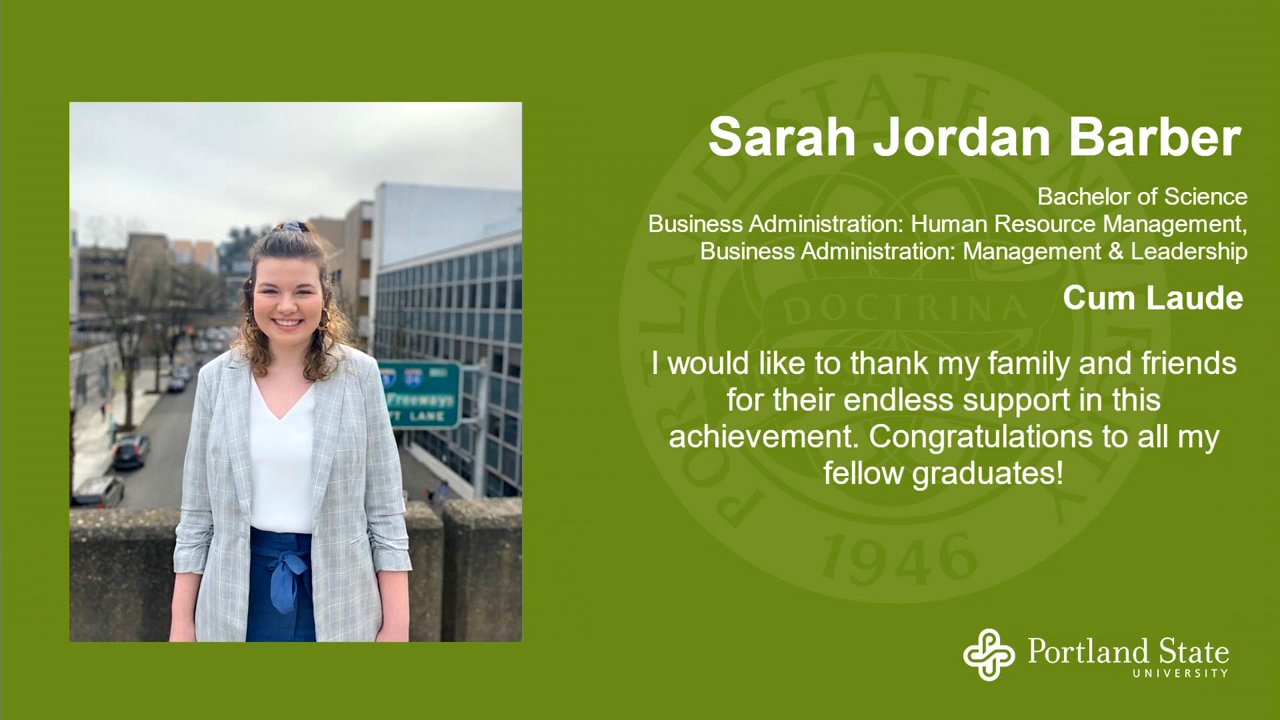 Sarah Jordan Barber
Bachelor of Science
Business Administration: Human Resource Management,
Business Administration: Management & Leadership
Cum Laude
I would like to thank my family and friends
for their endless support in this
achievement. Congratulations to all my
fellow graduates!
Freeways
LANE
DOCTRINA
1946
Portland State
UNIVERSITY